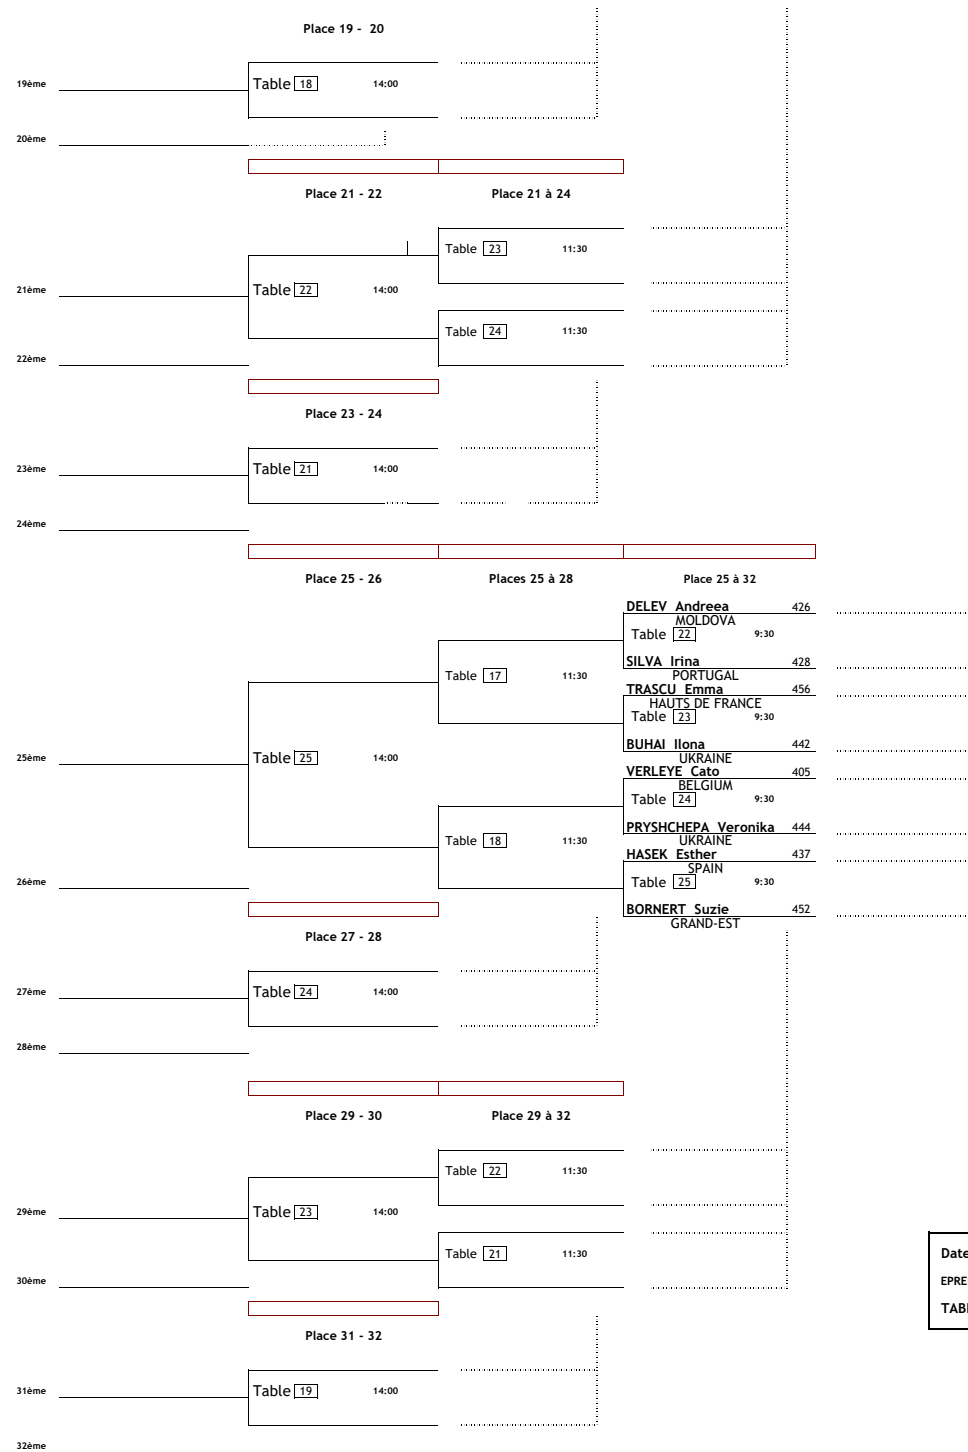 Place 19 - 20
19ème
Table 18 14:00
20ème
Place 21 - 22 Place 21 à 24
Table 23 11:30
21ème
Table 22 14:00
Table 24 11:30
22ème
Place 23 - 24
23ème
Table 21 14:00
24ème
Place 25 - 26 Places 25 à 28 Place 25 à 32
DELEV Andreea 426
MOLDOVA
Table 22 9:30
SILVA Irina 428
PORTUGAL
Table 17 11:30
TRASCU Emma 456
HAUTS DE FRANCE
Table 23 9:30
BUHAI Ilona 442
UKRAINE
25ème
Table 25 14:00
VERLEYE Cato 405
BELGIUM
Table 24 9:30
PRYSHCHEPA Veronika 444
UKRAINE
Table 18 11:30
HASEK Esther 437
SPAIN
26ème
Table 25 9:30
BORNERT Suzie 452
GRAND-EST
Place 27 - 28
27ème
Table 24 14:00
28ème
Place 29 - 30 Place 29 à 32
Table 22 11:30
29ème
Table 23 14:00
Table 21 11:30
Date
EPRE
TABL
30ème
Place 31 - 32
31ème
Table 19 14:00
32ème